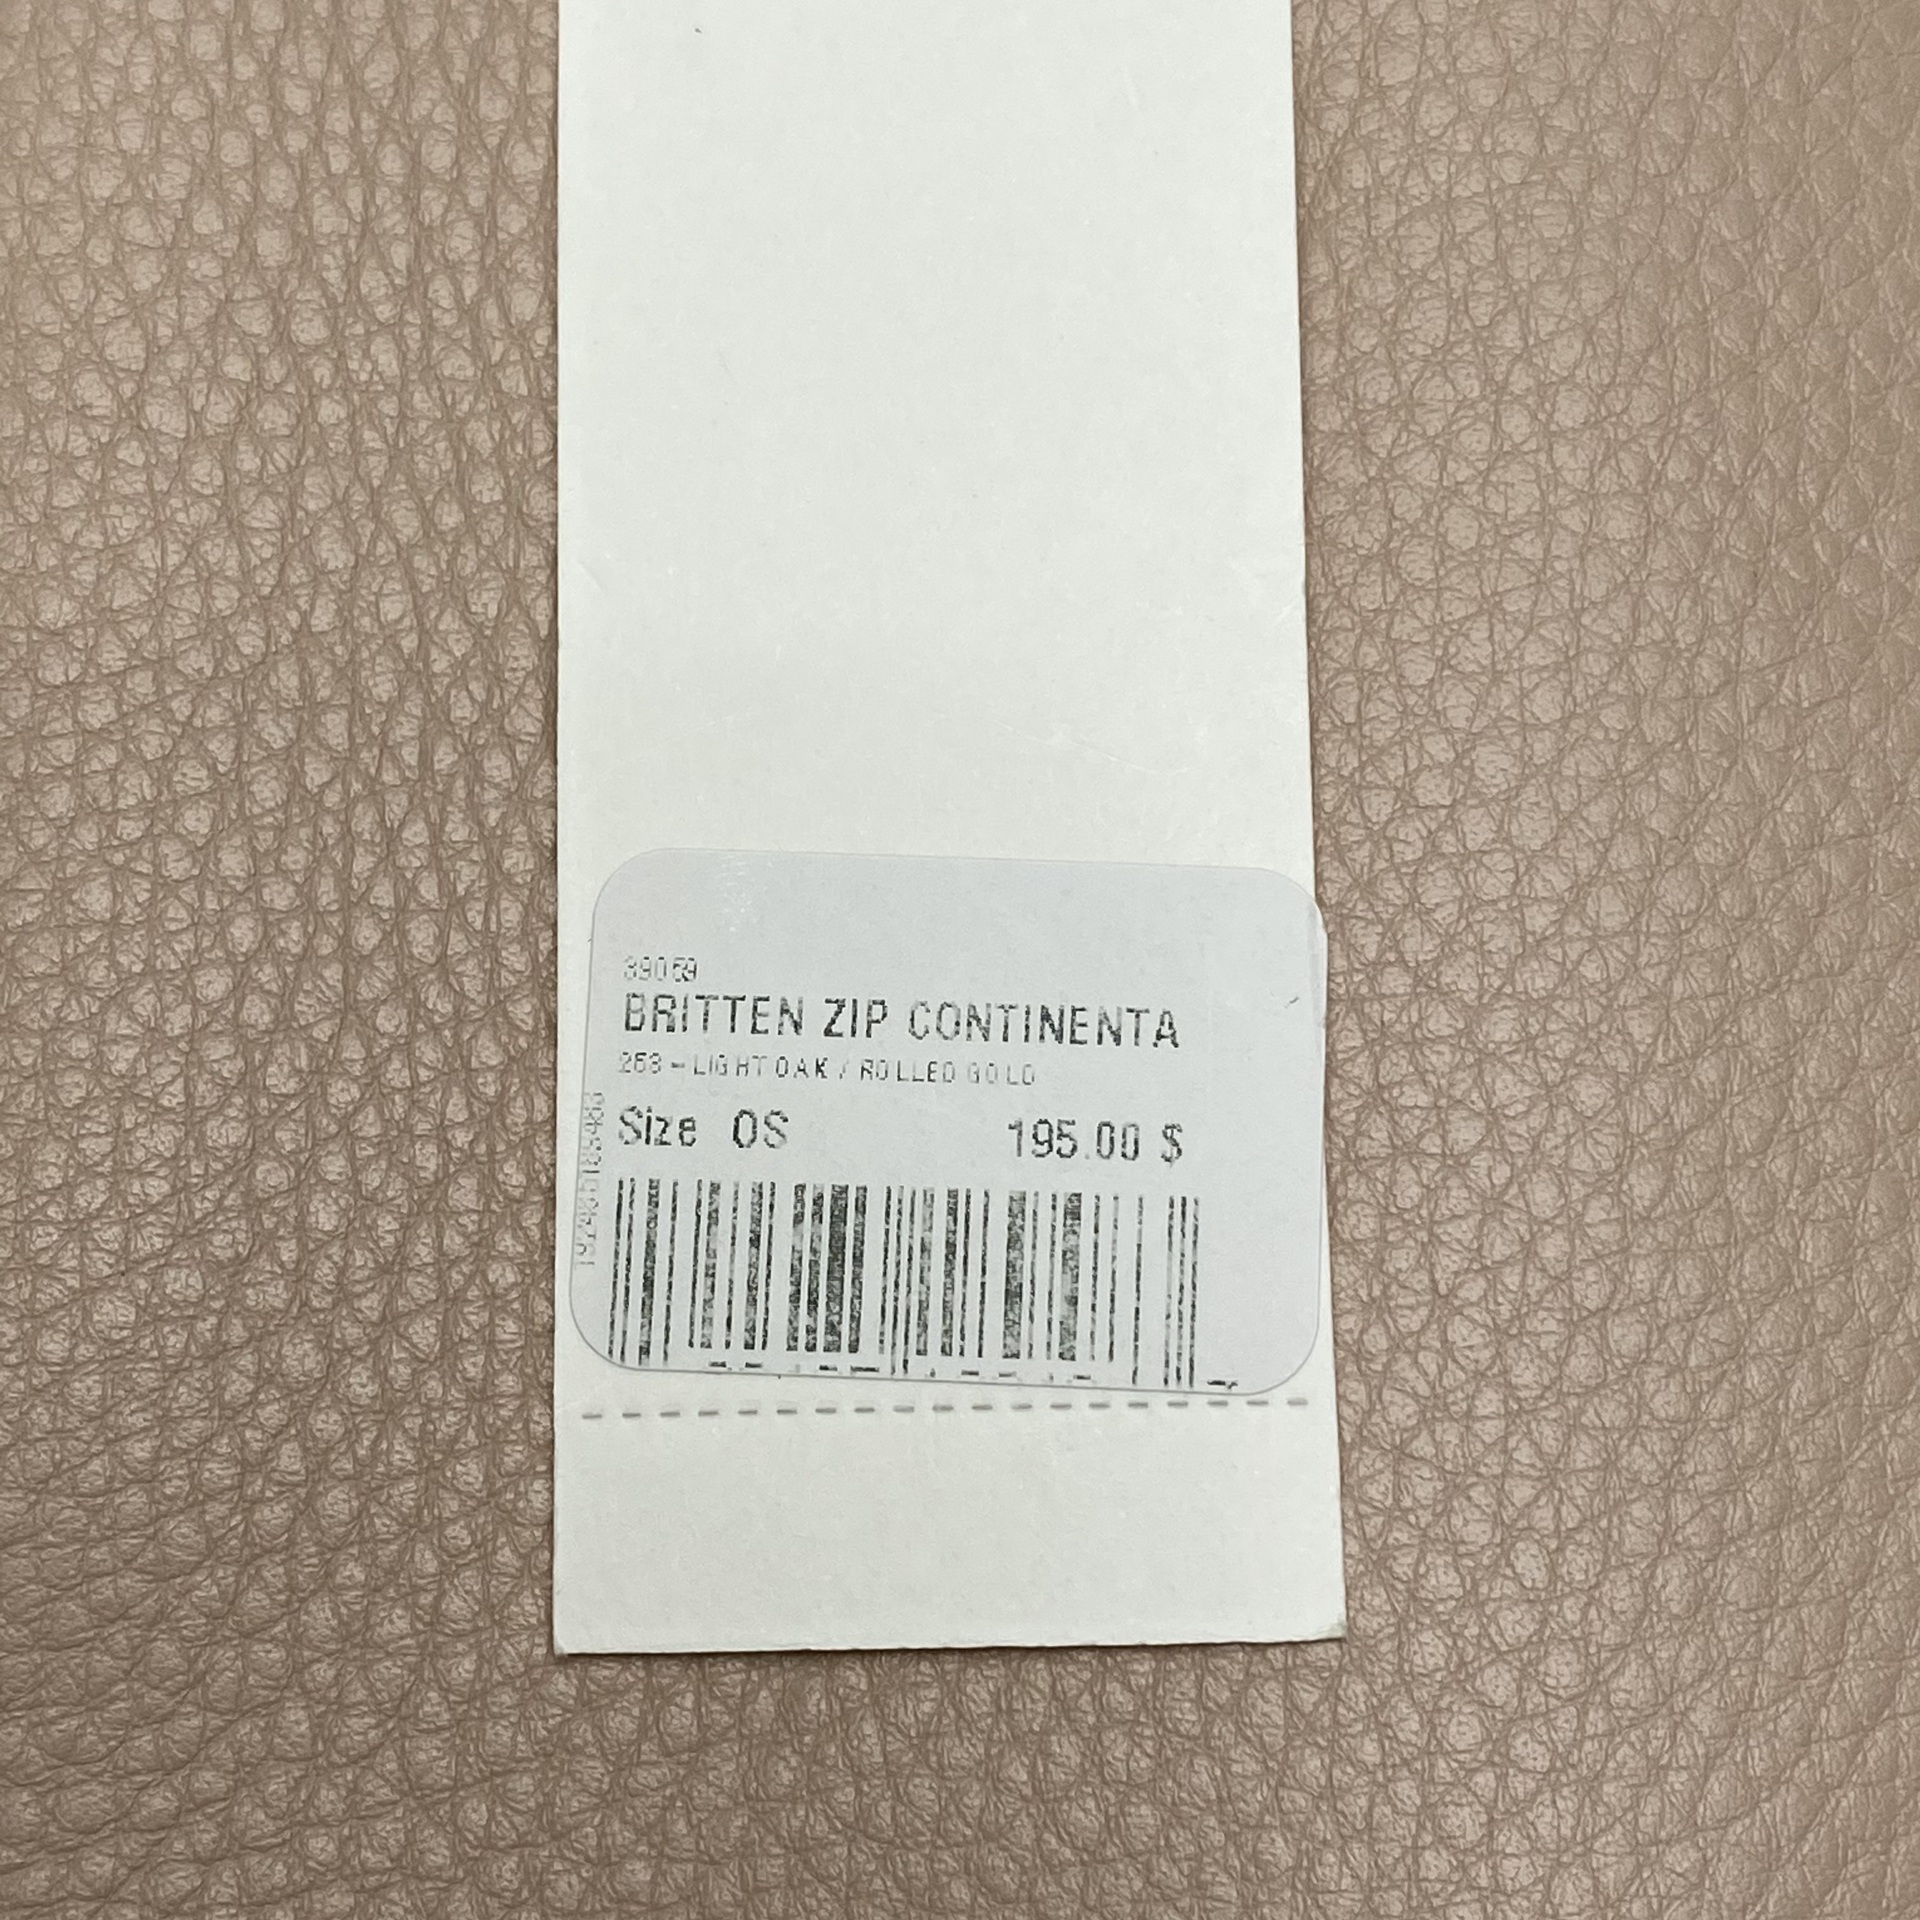 39059
BRITTEN ZIP CONTINENTA
253 - LIGHT OAK / ROLLED GOLD
Size OS 195.00 $